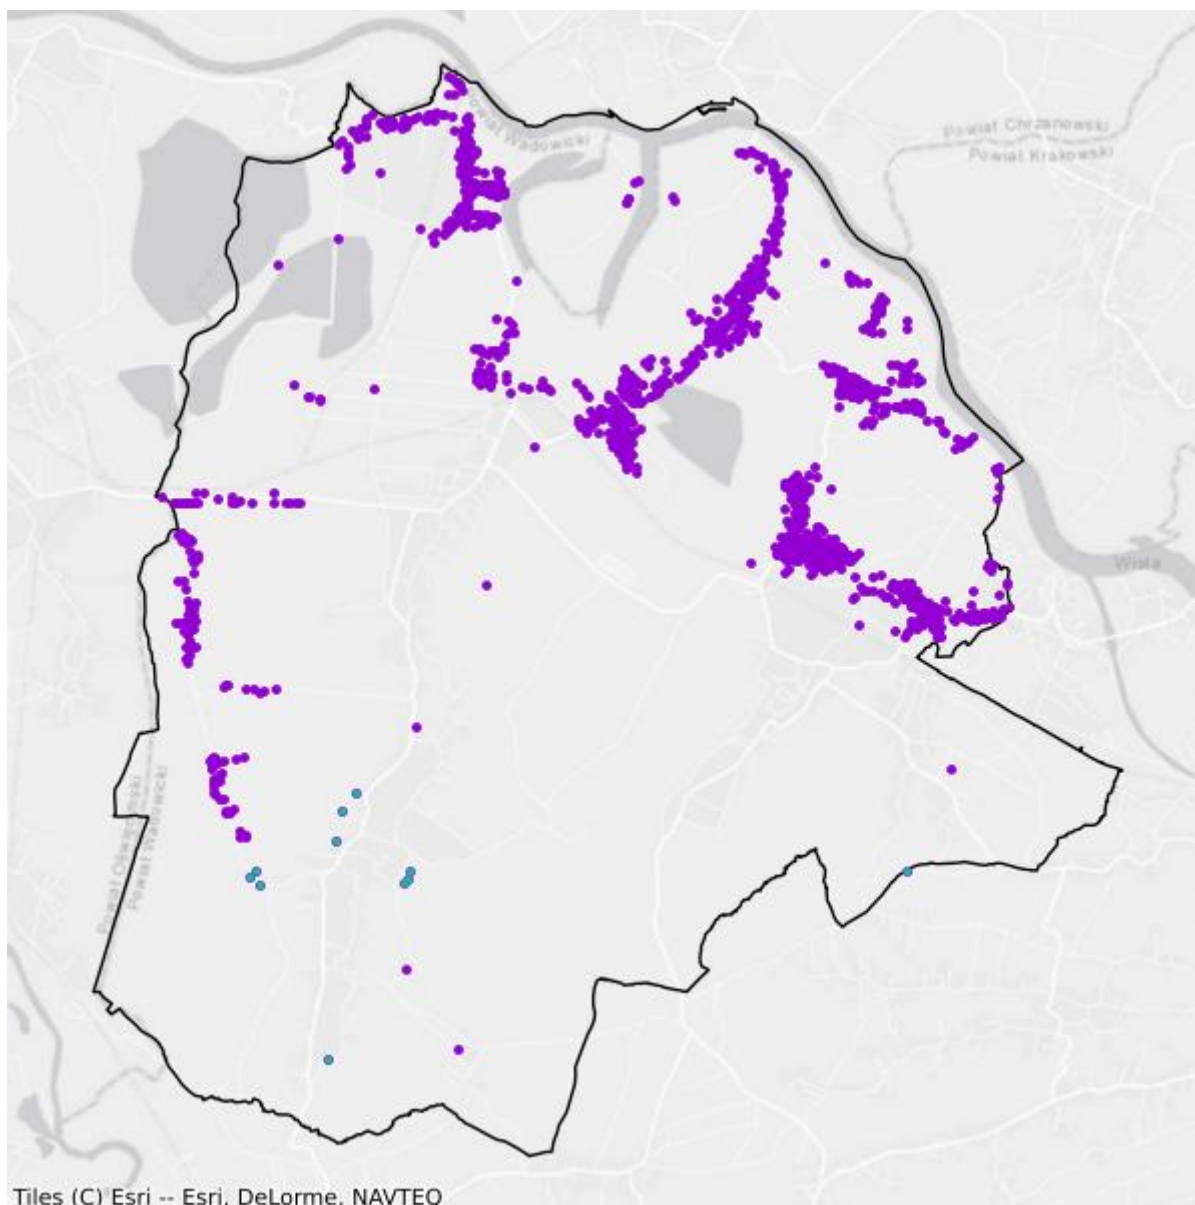 Powiat Wadowicki
Powiat Chrzanowski
Powiat Krakowski
Wisła
Powiat Oświęcimski
Powiat Wadowicki
Tiles (C) Esri -- Esri, DeLorme, NAVTEQ